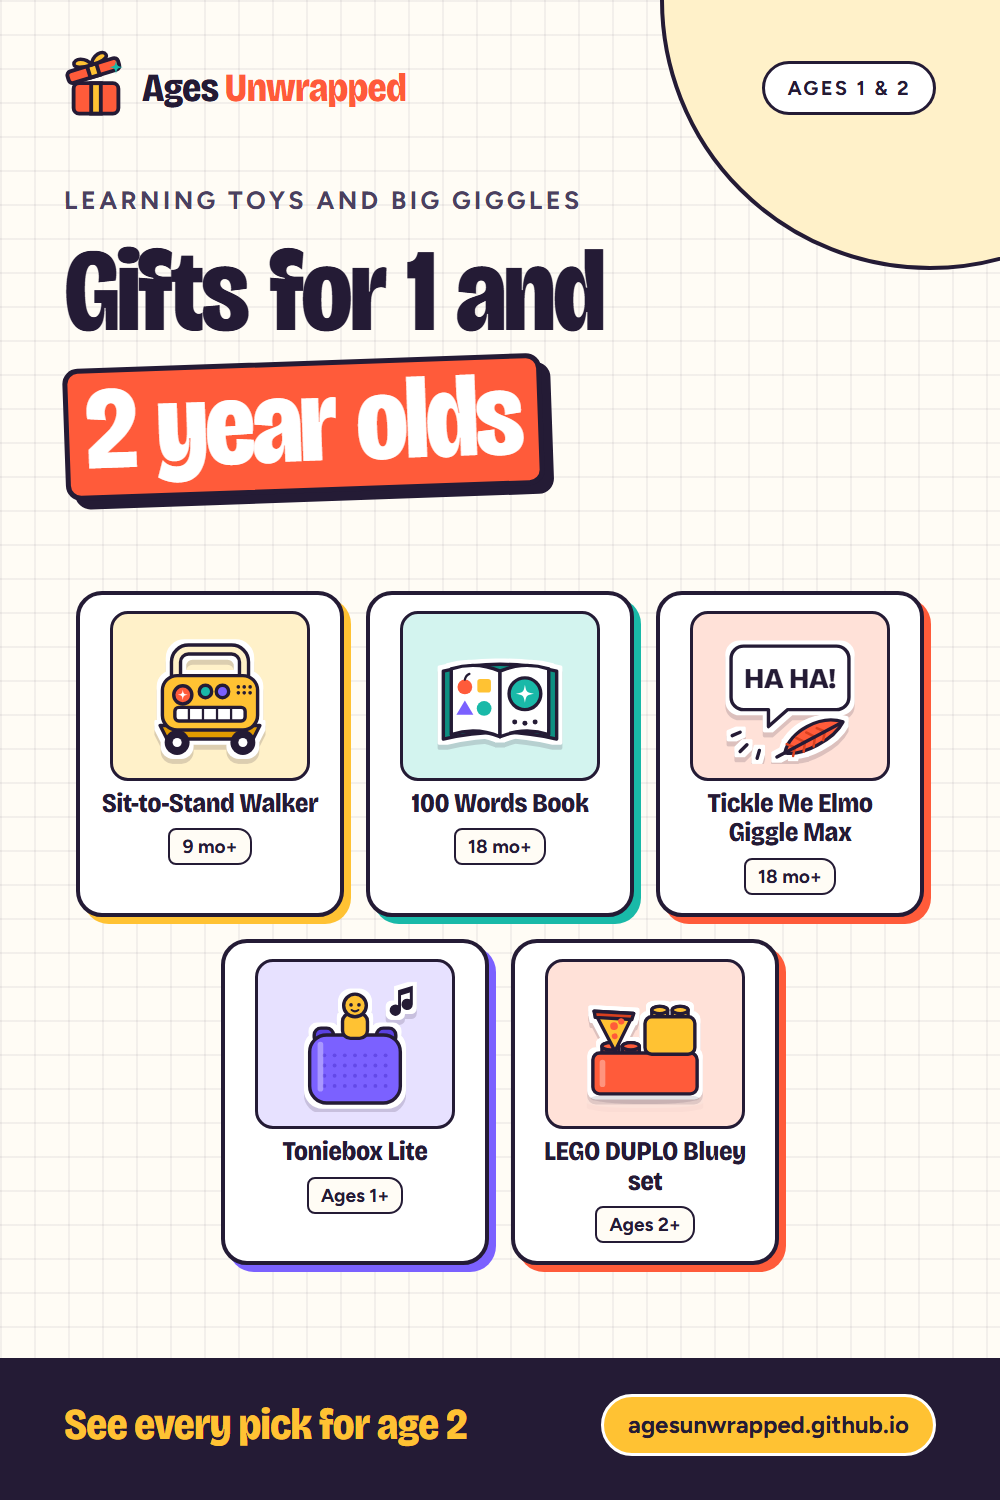 Ages Unwrapped
AGES 1 & 2
LEARNING TOYS AND BIG GIGGLES
Gifts for 1 and
2 year olds
Sit-to-Stand Walker
9 mo+
100 Words Book
18 mo+
HA HA!
Tickle Me Elmo
Giggle Max
18 mo+
Toniebox Lite
Ages 1+
LEGO DUPLO Bluey
set
Ages 2+
See every pick for age 2
agesunwrapped.github.io